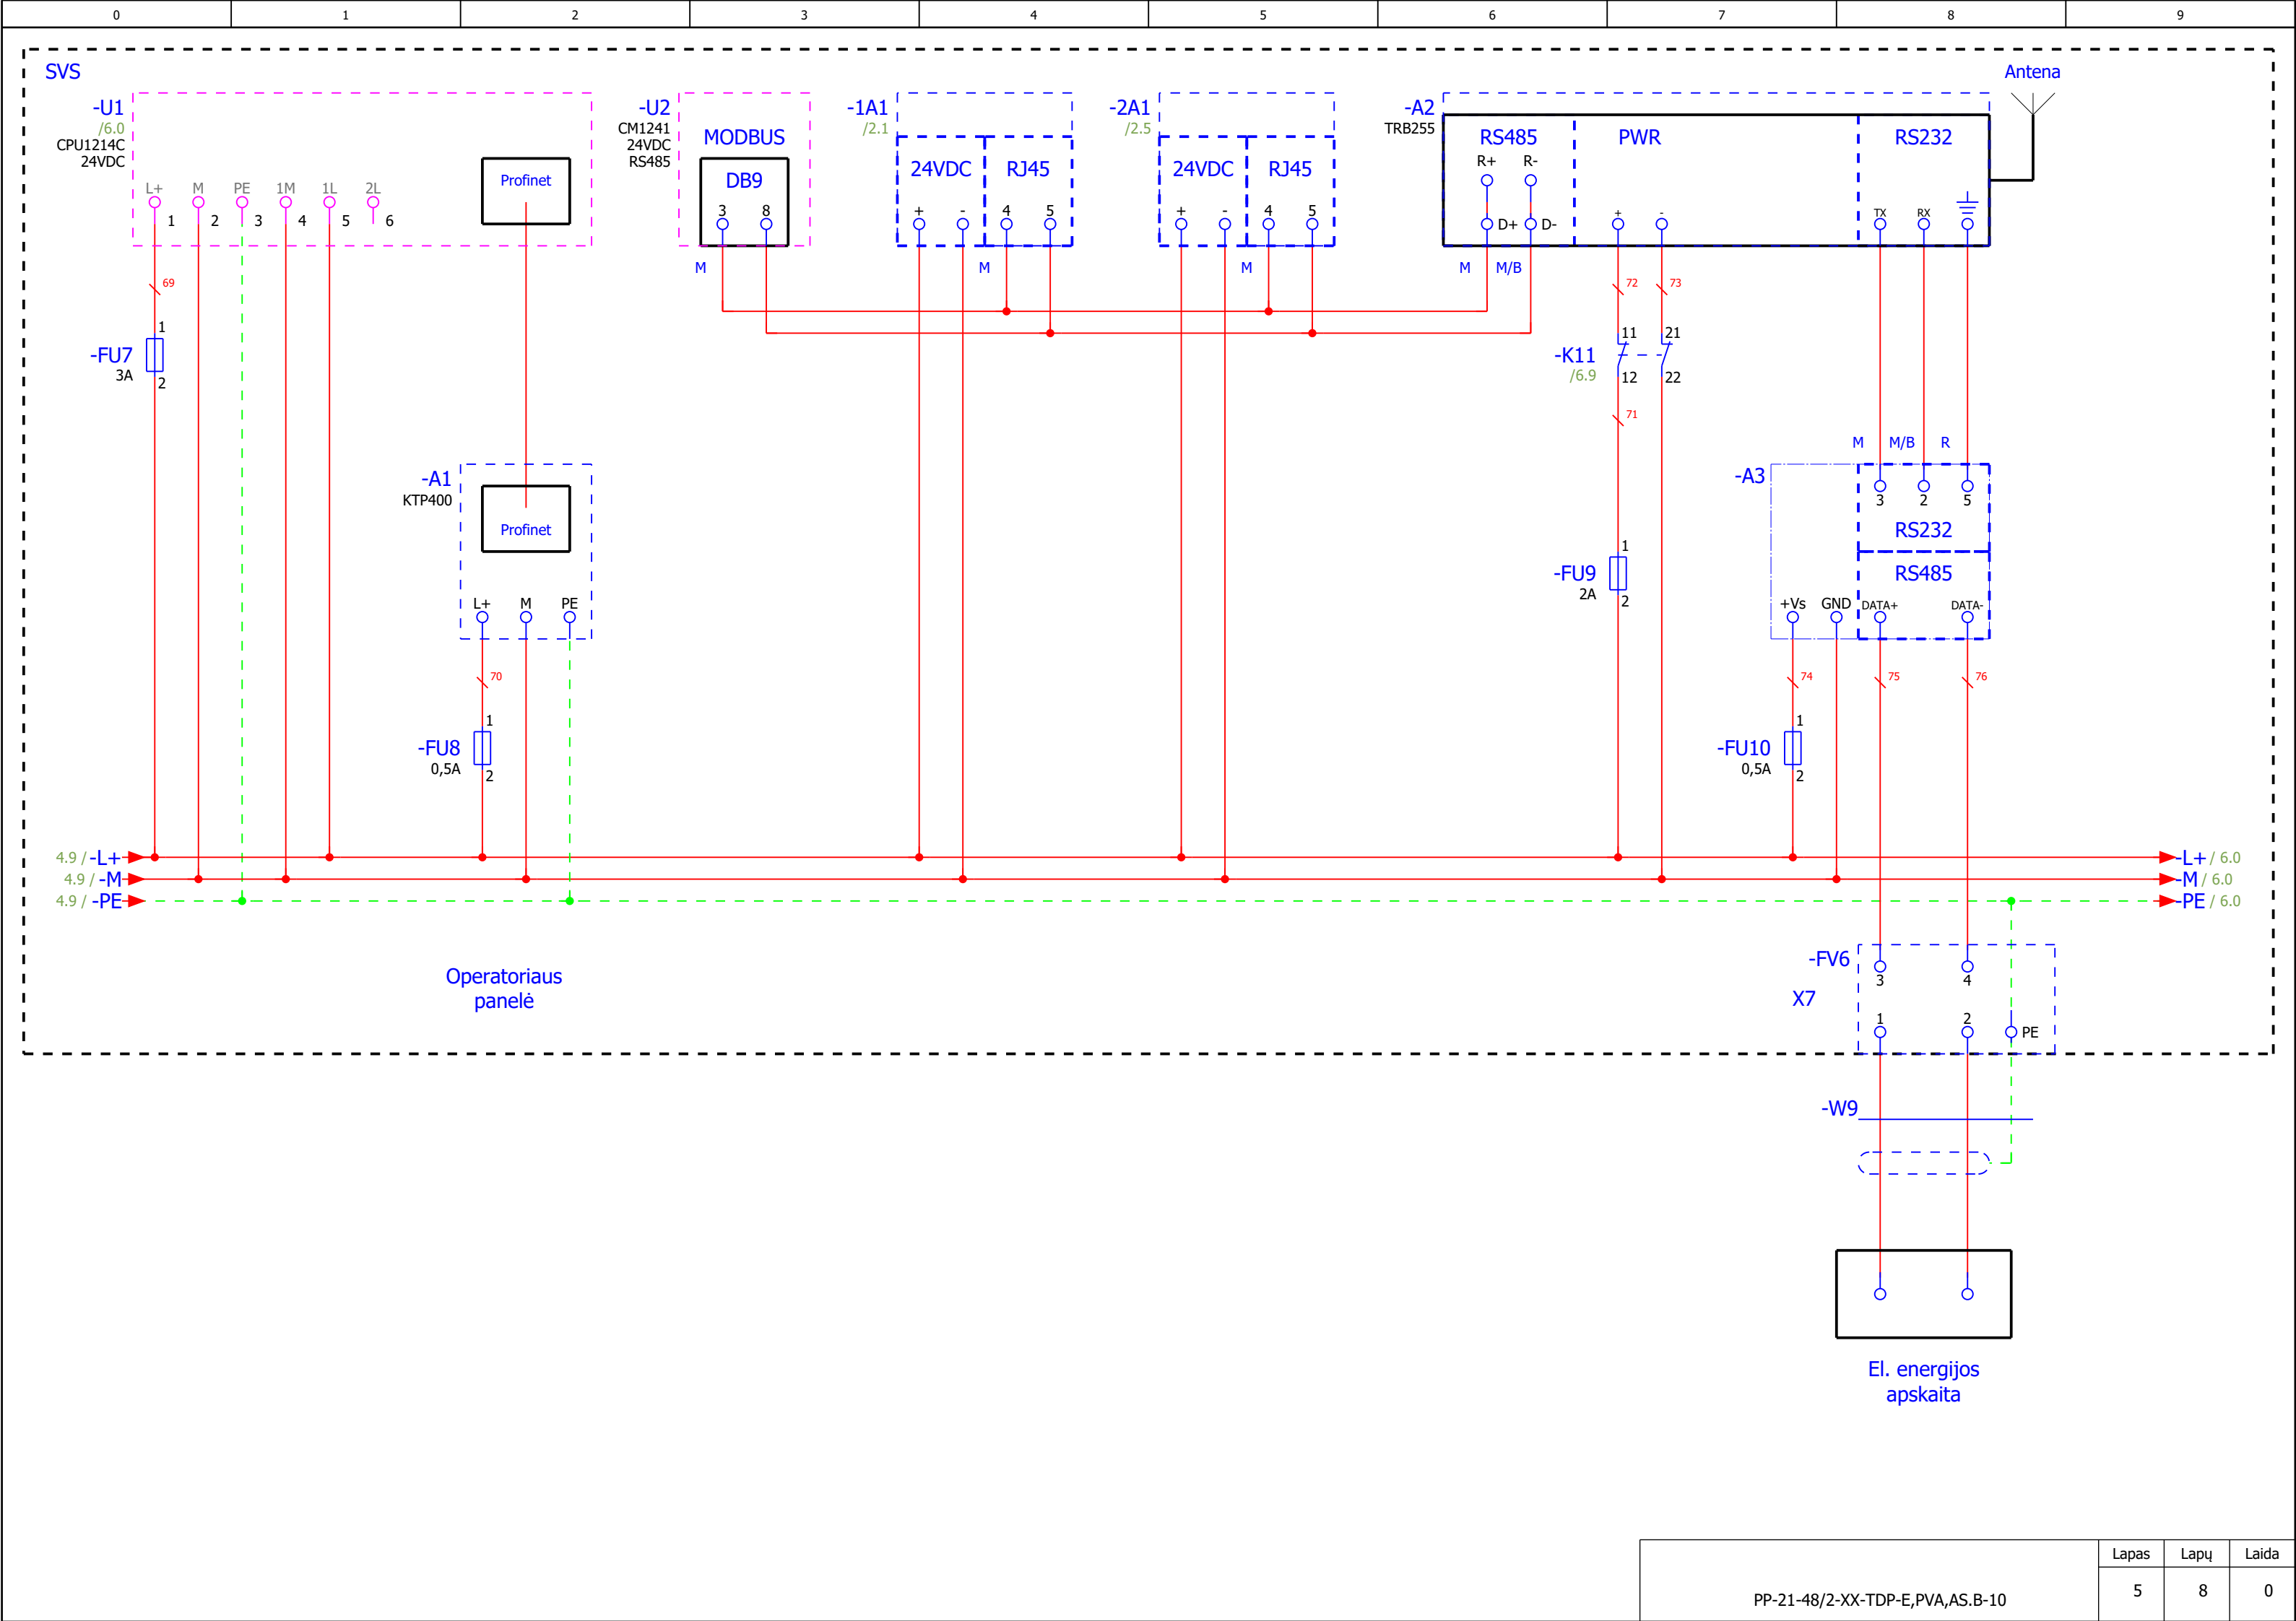 0 1 2 3 4 5 6 7 8 9
SVS
Antena
-U1
/6.0
CPU1214C
24VDC
L+ M PE 1M 1L 2L
1 2 3 4 5 6
Profinet
-U2
CM1241
24VDC
RS485
MODBUS
DB9
3 8
M
-1A1
/2.1
24VDC RJ45
+ - 4 5
M
-2A1
/2.5
24VDC RJ45
+ - 4 5
M
-A2
TRB255
RS485 PWR RS232
R+ R-
D+ D-
+ -
TX RX
M M/B
69
72 73
1
-FU7
3A
2
11 21
-K11
/6.9
12 22
71
M M/B R
-A1
KTP400
Profinet
L+ M PE
-A3
3 2 5
RS232
RS485
+Vs GND DATA+ DATA-
1
-FU9
2A
2
70
74 75 76
1
-FU8
0,5A
2
1
-FU10
0,5A
2
4.9 / -L+
4.9 / -M
4.9 / -PE
-L+ / 6.0
-M / 6.0
-PE / 6.0
Operatoriaus
panelė
-FV6
X7
3 4
1 2 PE
-W9
El. energijos
apskaita
Lapas Lapų Laida
PP-21-48/2-XX-TDP-E,PVA,AS.B-10
5 8 0